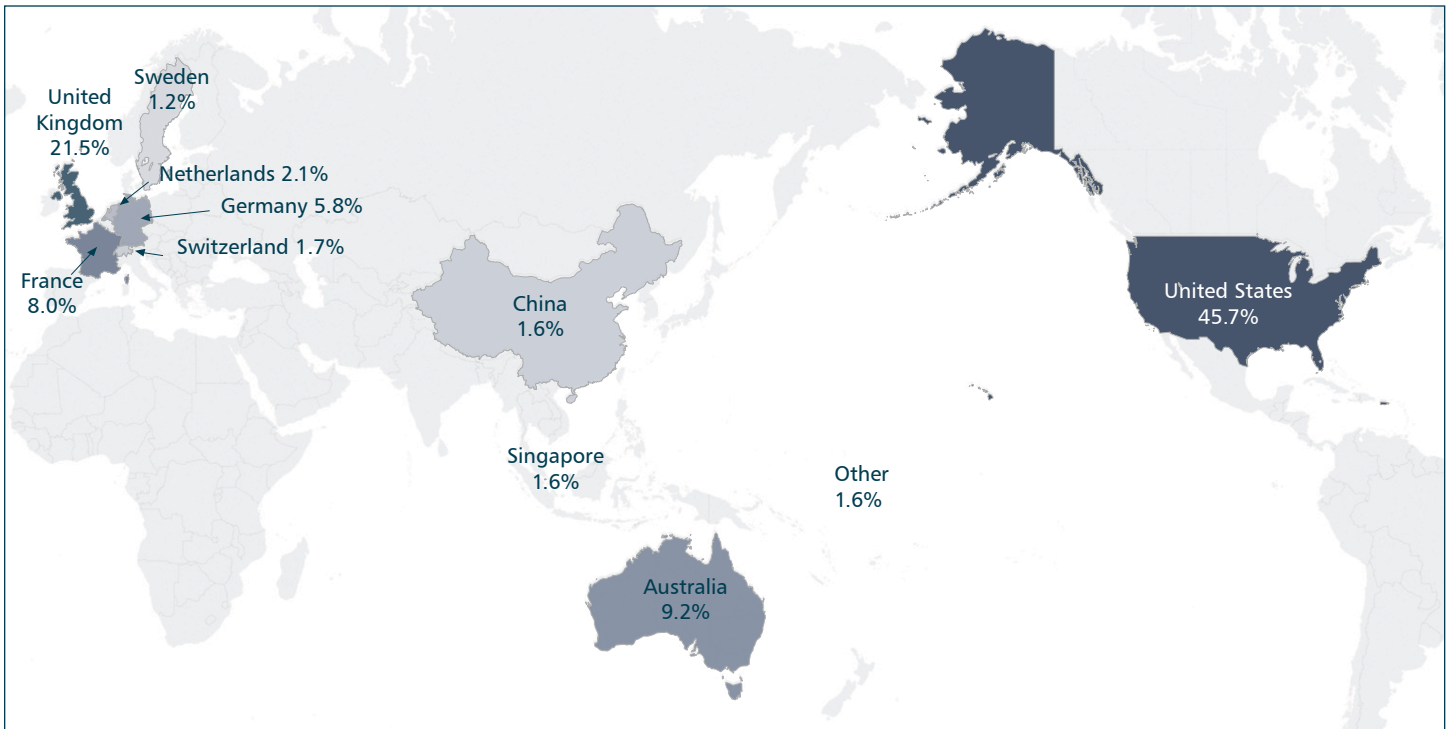 Sweden
1.2%
United
Kingdom
21.5%
Netherlands 2.1%
Germany 5.8%
Switzerland 1.7%
France
8.0%
China
1.6%
United States
45.7%
Singapore
1.6%
Other
1.6%
Australia
9.2%